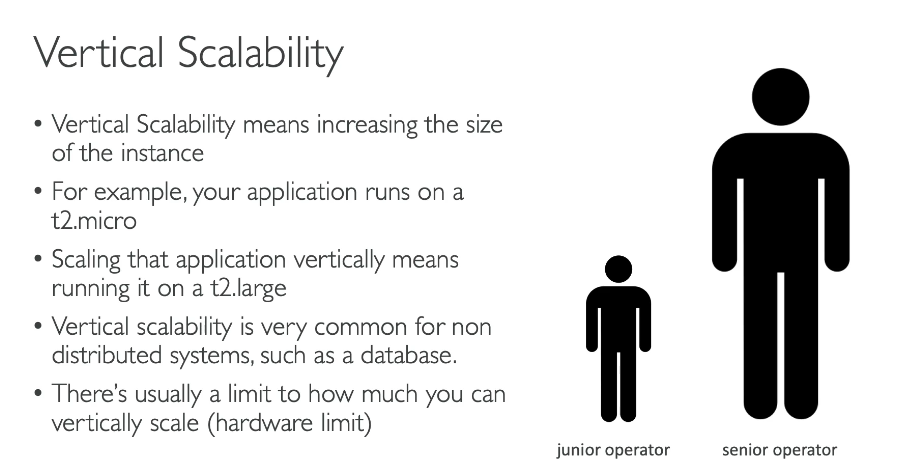 Vertical Scalability
• Vertical Scalability means increasing the size
of the instance
• For example, your application runs on a
t2.micro
• Scaling that application vertically means
running it on a t2.large
• Vertical scalability is very common for non
distributed systems, such as a database.
• There's usually a limit to how much you can
vertically scale (hardware limit)
junior operator
senior operator